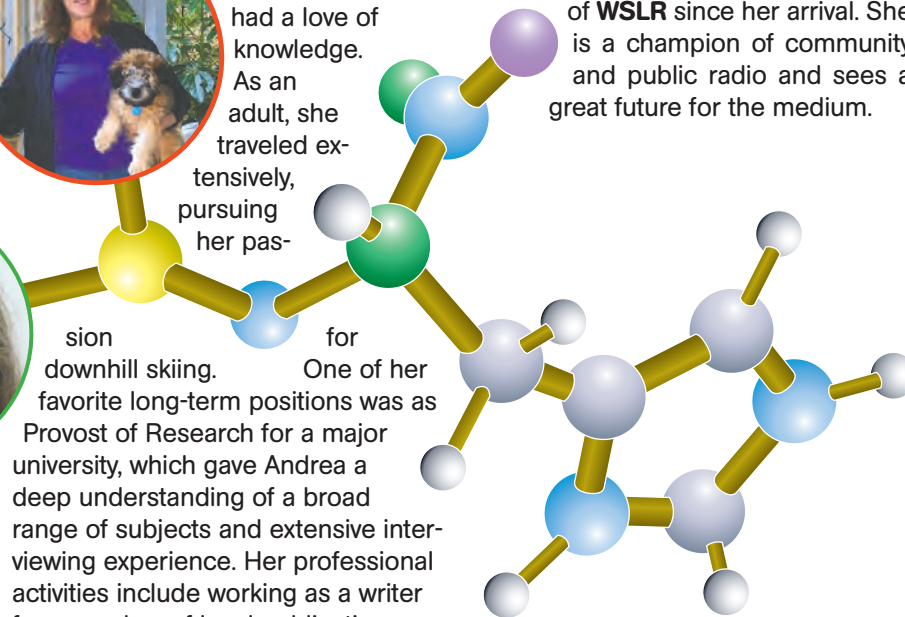 had a love of
knowledge.
As an
adult, she
traveled ex-
tensively,
pursuing
her pas-
sion for
downhill skiing. One of her
favorite long-term positions was as
Provost of Research for a major
university, which gave Andrea a
deep understanding of a broad
range of subjects and extensive inter-
viewing experience. Her professional
activities include working as a writer
of WSLR since her arrival. She
is a champion of community
and public radio and sees a
great future for the medium.